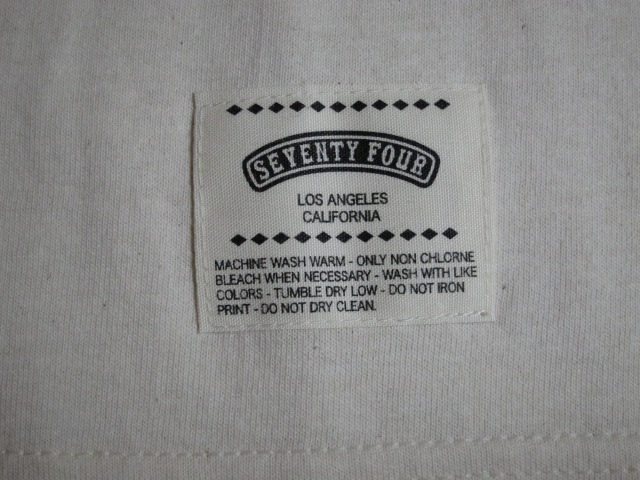 SEVENTY FOUR
LOS ANGELES
CALIFORNIA
MACHINE WASH WARM - ONLY NON CHLORNE
BLEACH WHEN NECESSARY - WASH WITH LIKE
COLORS - TUMBLE DRY LOW - DO NOT IRON
PRINT - DO NOT DRY CLEAN.